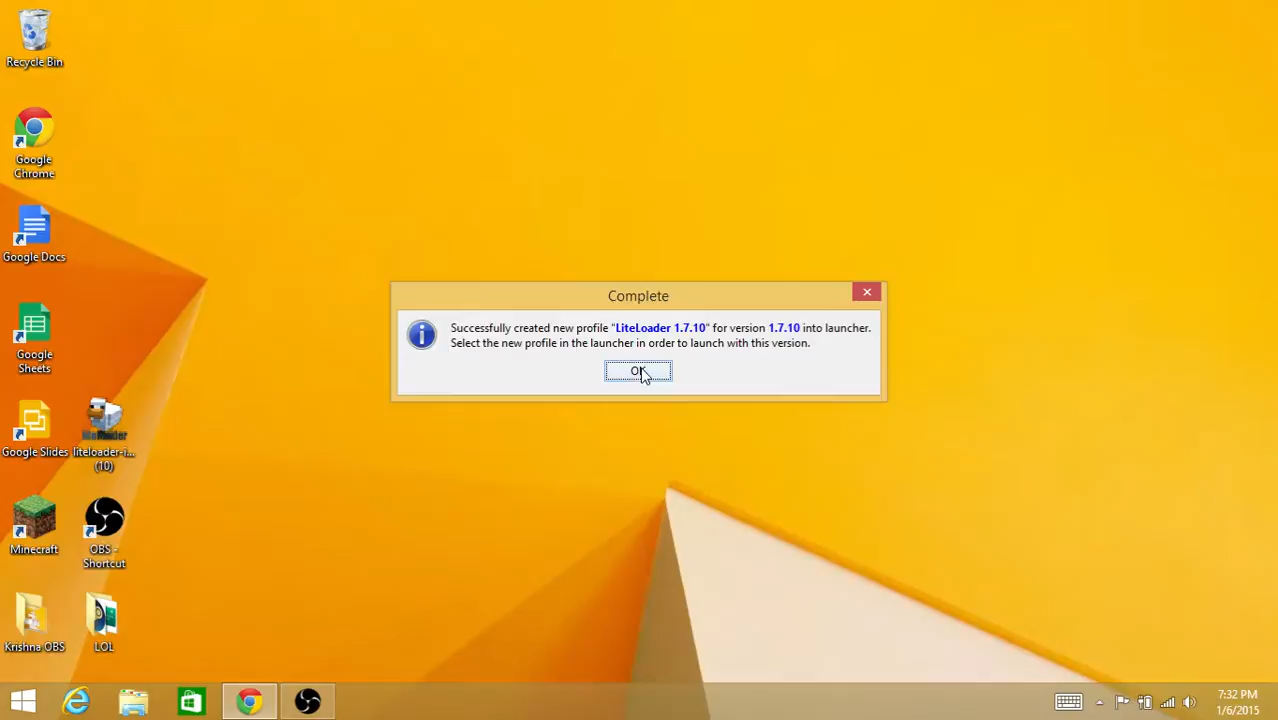 Recycle Bin
Google
Chrome
Google Docs
Google
Sheets
Google Slides
liteloader-i...
(10)
Minecraft
OBS -
Shortcut
Krishna OBS
LOL
Complete
Successfully created new profile "LiteLoader 1.7.10" for version 1.7.10 into launcher.
Select the new profile in the launcher in order to launch with this version.
OK
7:32 PM
1/6/2015